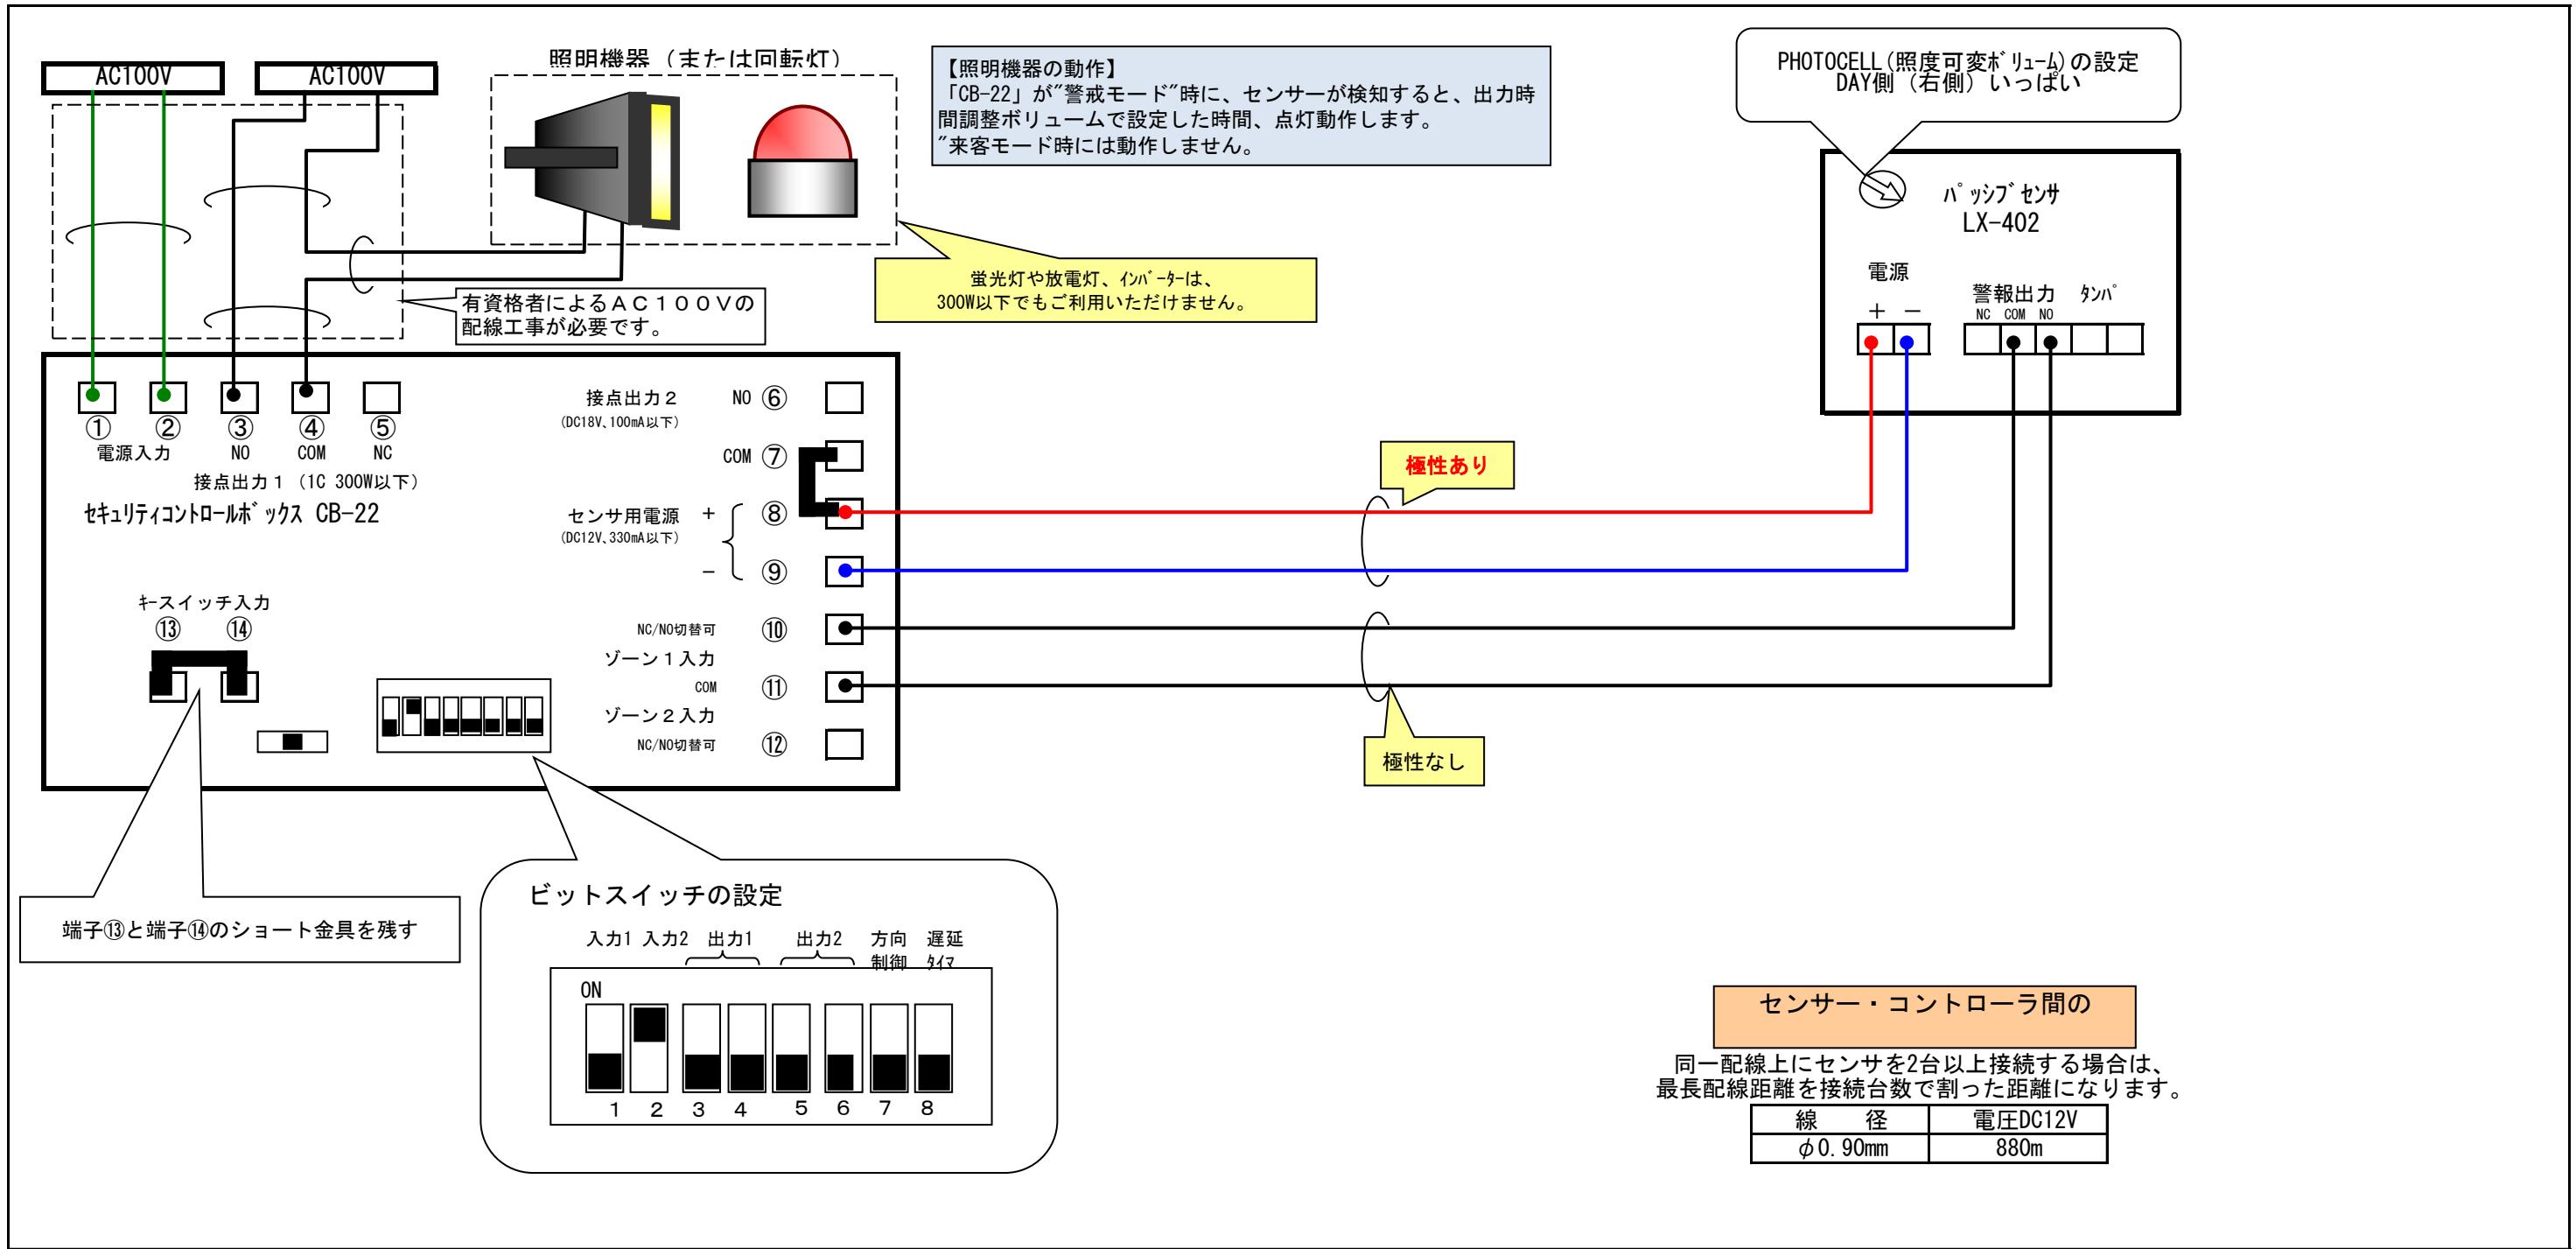 AC100V
AC100V
照明機器（または回転灯）
【照明機器の動作】
「CB-22」が″警戒モード″時に、センサーが検知すると、出力時
間調整ボリュームで設定した時間、点灯動作します。
″来客モード時には動作しません。
PHOTOCELL(照度可変ﾎﾞﾘｭｰﾑ)の設定
DAY側（右側）いっぱい
ﾊﾟｯｼﾌﾞｾﾝｻ
LX-402
電源
＋ −
警報出力 ﾀﾝﾊﾟ
NC COM NO
蛍光灯や放電灯、ｲﾝﾊﾞｰﾀｰは、
300W以下でもご利用いただけません。
有資格者によるＡＣ１００Ｖの
配線工事が必要です。
① ② ③ ④ ⑤
電源入力 NO COM NC
接点出力１（1C 300W以下）
ｾｷｭﾘﾃｨｺﾝﾄﾛｰﾙﾎﾞｯｸｽ CB-22
接点出力２ NO ⑥
(DC18V、100mA以下)
COM ⑦
センサ用電源 + ⑧
(DC12V、330mA以下)
− ⑨
NC/NO切替可 ⑩
ゾーン１入力
COM ⑪
ゾーン２入力
NC/NO切替可 ⑫
ｷｰスイッチ入力
⑬ ⑭
極性あり
極性なし
端子⑬と端子⑭のショート金具を残す
ビットスイッチの設定
入力1 入力2 出力1 出力2 方向 遅延
制御 ﾀｲﾏ
ON
1 2 3 4 5 6 7 8
センサー・コントローラ間の
同一配線上にセンサを2台以上接続する場合は、
最長配線距離を接続台数で割った距離になります。
線　径 電圧DC12V
φ0.90mm 880m